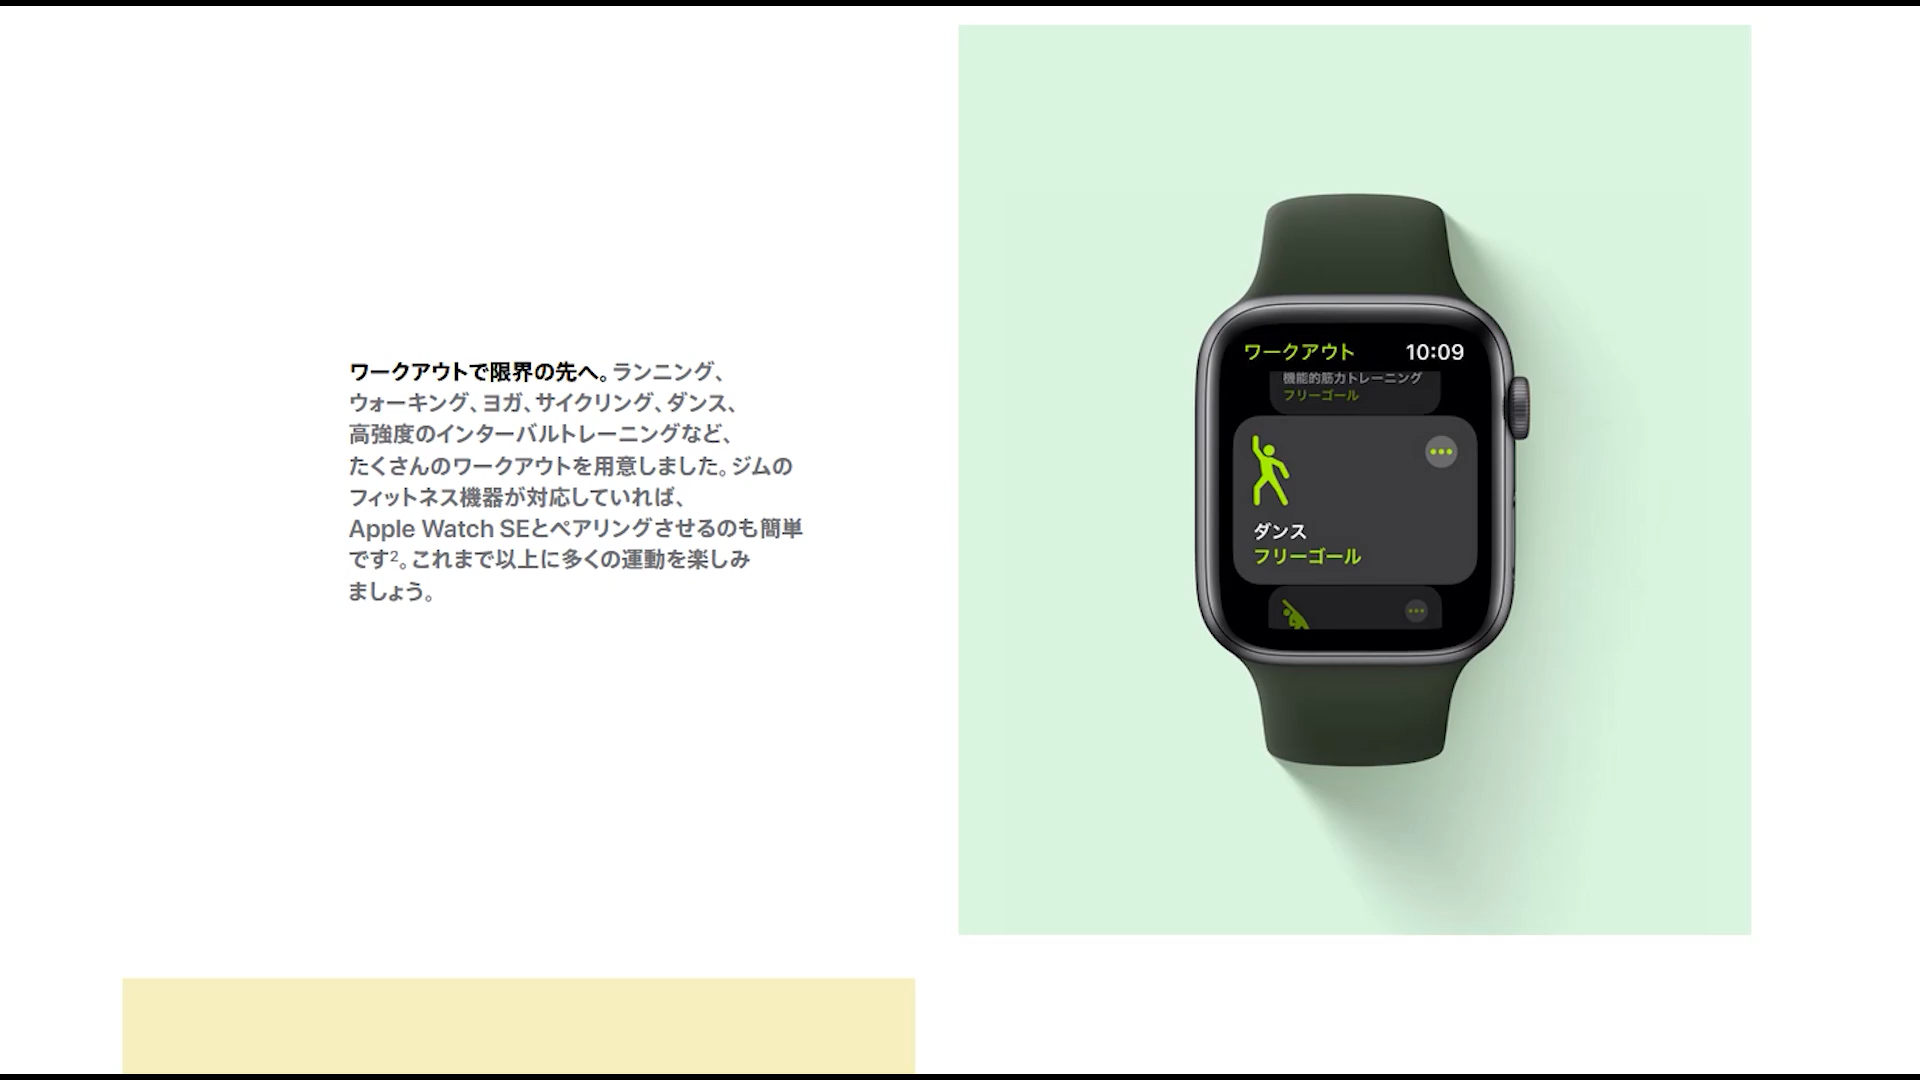 ワークアウトで限界の先へ。ランニング、
ウォーキング、ヨガ、サイクリング、ダンス、
高強度のインターバルトレーニングなど、
たくさんのワークアウトを用意しました。ジムの
フィットネス機器が対応していれば、
Apple Watch SEとペアリングさせるのも簡単
です²。これまで以上に多くの運動を楽しみ
ましょう。
ワークアウト 10:09
機能的筋力トレーニング
フリーゴール
ダンス
フリーゴール